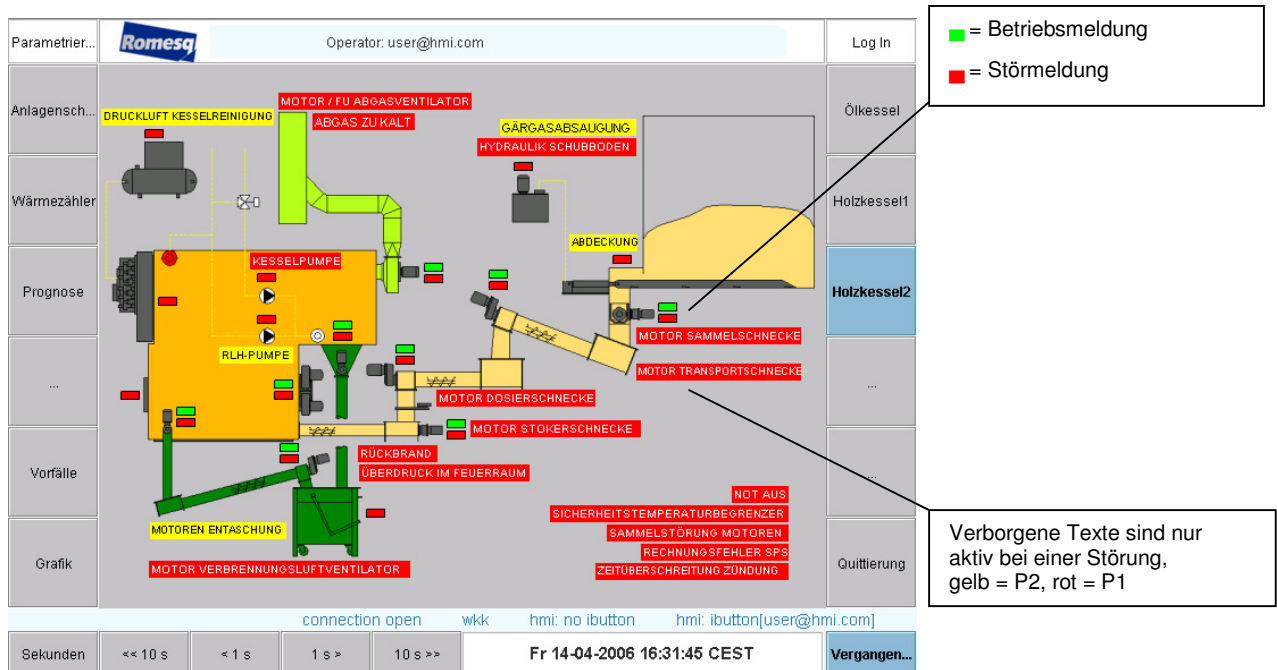 Parametrier...
Romesq
Operator: user@hmi.com
Log In
= Betriebsmeldung
= Störmeldung
Anlagensch...
Wärmezähler
Prognose
...
Vorfälle
Grafik
DRUCKLUFT KESSELREINIGUNG
MOTOR / FU ABGASVENTILATOR
ABGAS ZU KALT
GÄRGASABSAUGUNG
HYDRAULIK SCHUBBODEN
ABDECKUNG
KESSELPUMPE
RLH-PUMPE
MOTOR SAMMELSCHNECKE
MOTOR TRANSPORTSCHNECKE
MOTOR DOSIERSCHNECKE
MOTOR STOKERSCHNECKE
RÜCKBRAND
ÜBERDRUCK IM FEUERRAUM
MOTOREN ENTASCHUNG
MOTOR VERBRENNUNGSLUFTVENTILATOR
NOT AUS
SICHERHEITSTEMPERATURBEGRENZER
SAMMELSTÖRUNG MOTOREN
RECHNUNGSFEHLER SPS
ZEITÜBERSCHREITUNG ZÜNDUNG
Ölkessel
Holzkessel1
Holzkessel2
...
...
Quittierung
Verborgene Texte sind nur
aktiv bei einer Störung,
gelb = P2, rot = P1
connection open wkk hmi: no ibutton hmi: ibutton[user@hmi.com]
Sekunden
<< 10 s
< 1 s
1 s >
10 s >>
Fr 14-04-2006 16:31:45 CEST
Vergangen...